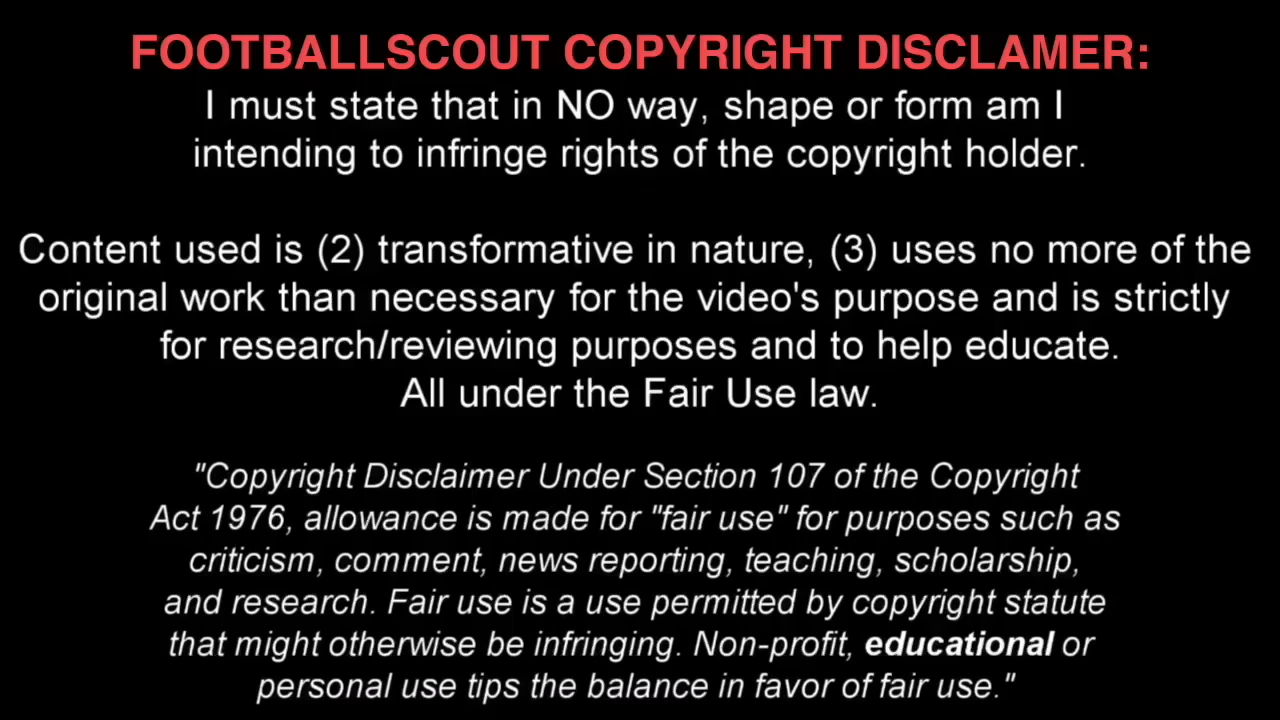 FOOTBALLSCOUT COPYRIGHT DISCLAMER:
I must state that in NO way, shape or form am I
intending to infringe rights of the copyright holder.
Content used is (2) transformative in nature, (3) uses no more of the
original work than necessary for the video's purpose and is strictly
for research/reviewing purposes and to help educate.
All under the Fair Use law.
"Copyright Disclaimer Under Section 107 of the Copyright
Act 1976, allowance is made for "fair use" for purposes such as
criticism, comment, news reporting, teaching, scholarship,
and research. Fair use is a use permitted by copyright statute
that might otherwise be infringing. Non-profit, educational or
personal use tips the balance in favor of fair use."